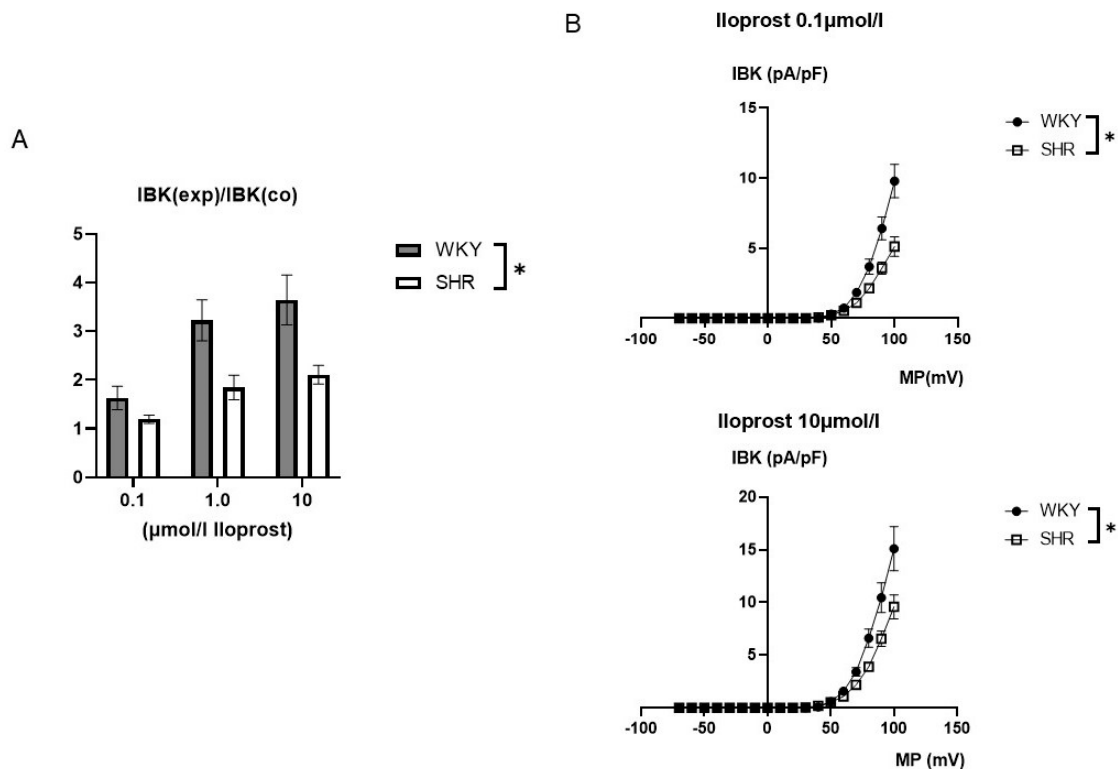 A
IBK(exp)/IBK(co)
5
4
3
2
1
0
0.1 1.0 10
(µmol/l Iloprost)
WKY
SHR
*
B
Iloprost 0.1µmol/l
IBK (pA/pF)
15
10
5
-100 -50 0 50 100 150
MP(mV)
WKY
SHR
*
Iloprost 10µmol/l
IBK (pA/pF)
20
15
10
5
-100 -50 0 50 100 150
MP (mV)
WKY
SHR
*